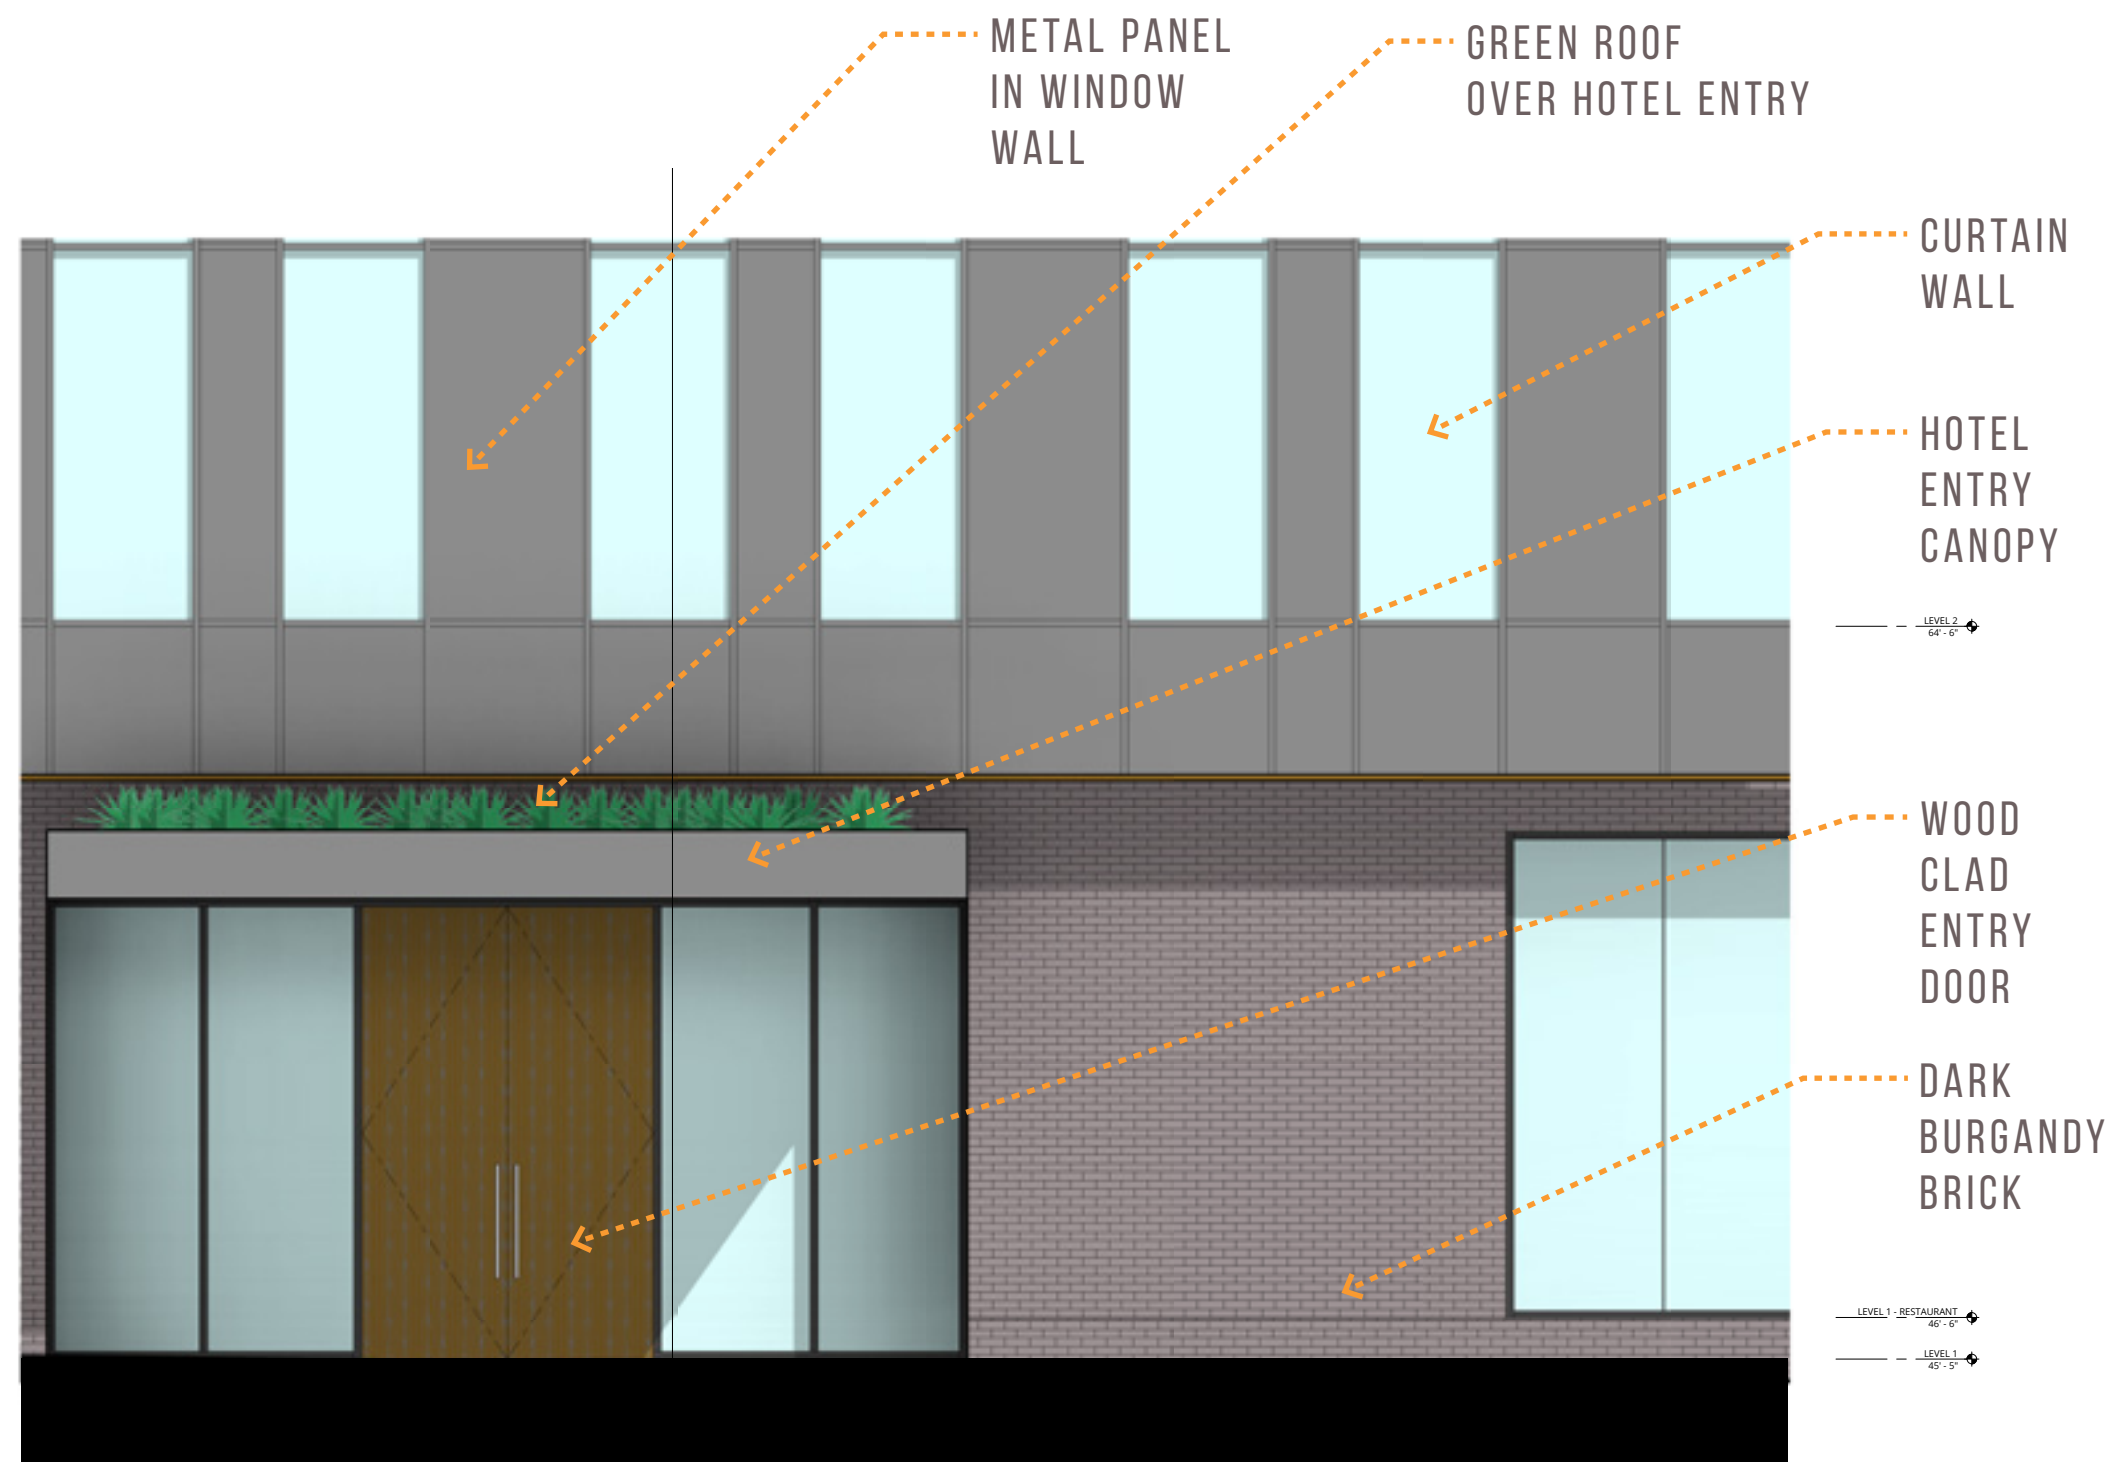 METAL PANEL
IN WINDOW
WALL
GREEN ROOF
OVER HOTEL ENTRY
CURTAIN
WALL
HOTEL
ENTRY
CANOPY
LEVEL 2
64' - 6"
WOOD
CLAD
ENTRY
DOOR
DARK
BURGANDY
BRICK
LEVEL 1 - RESTAURANT
46' - 6"
LEVEL 1
45' - 5"